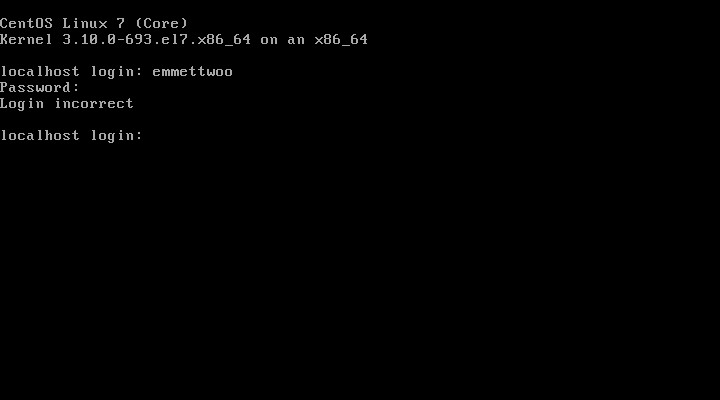 CentOS Linux 7 (Core)
Kernel 3.10.0-693.el7.x86_64 on an x86_64
localhost login: emmettwoo
Password:
Login incorrect
localhost login: